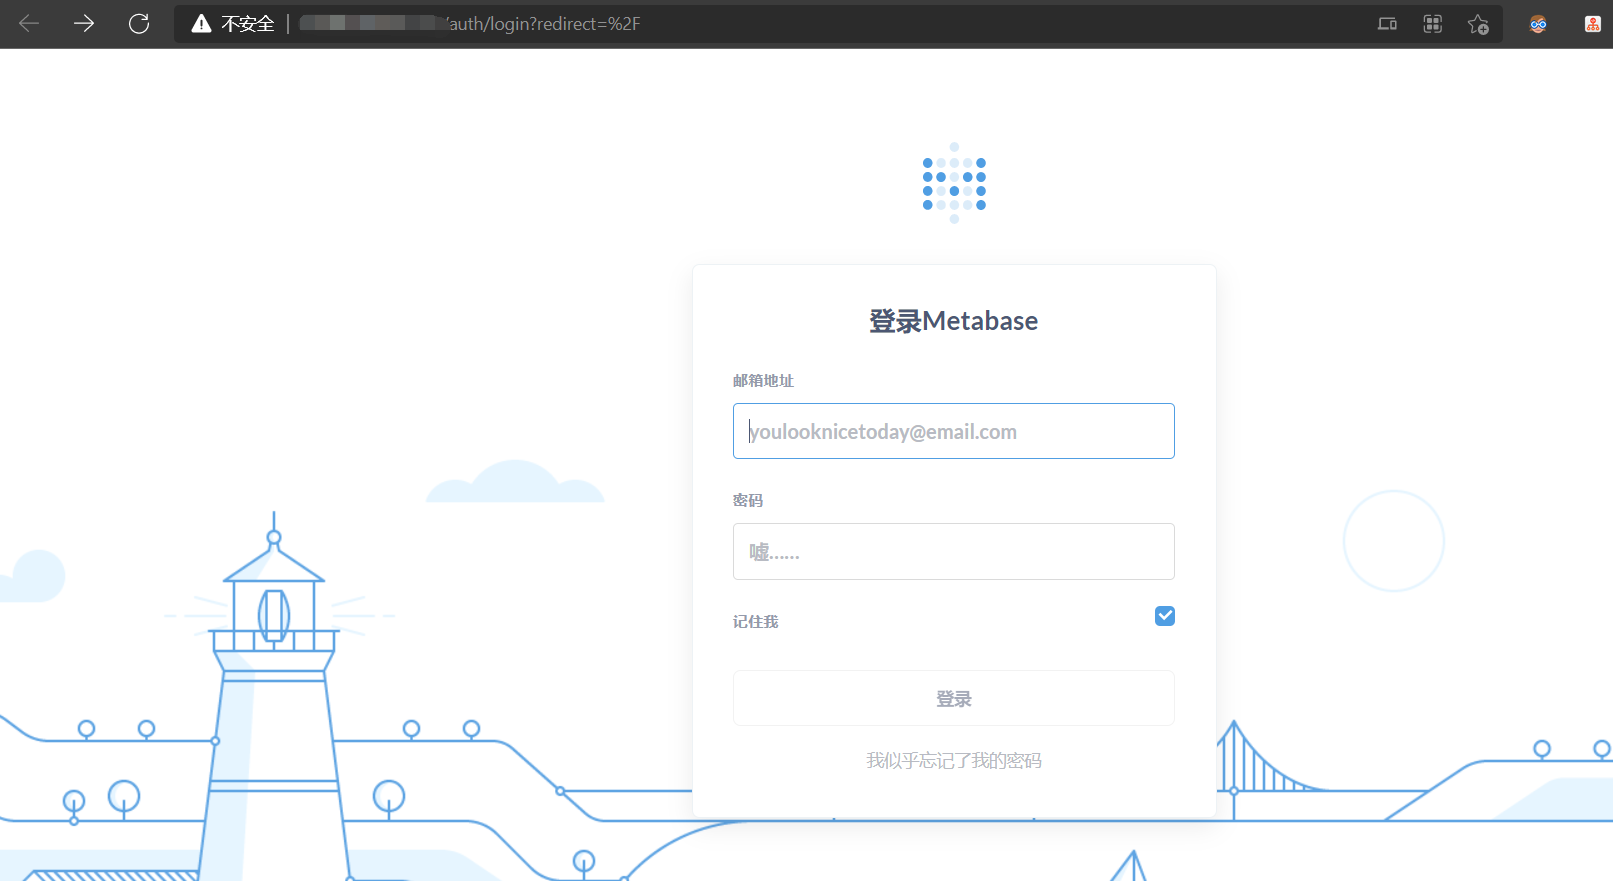 不安全 /auth/login?redirect=%2F
登录Metabase
邮箱地址
youlooknicetoday@email.com
密码
嘘……
记住我
登录
我似乎忘记了我的密码